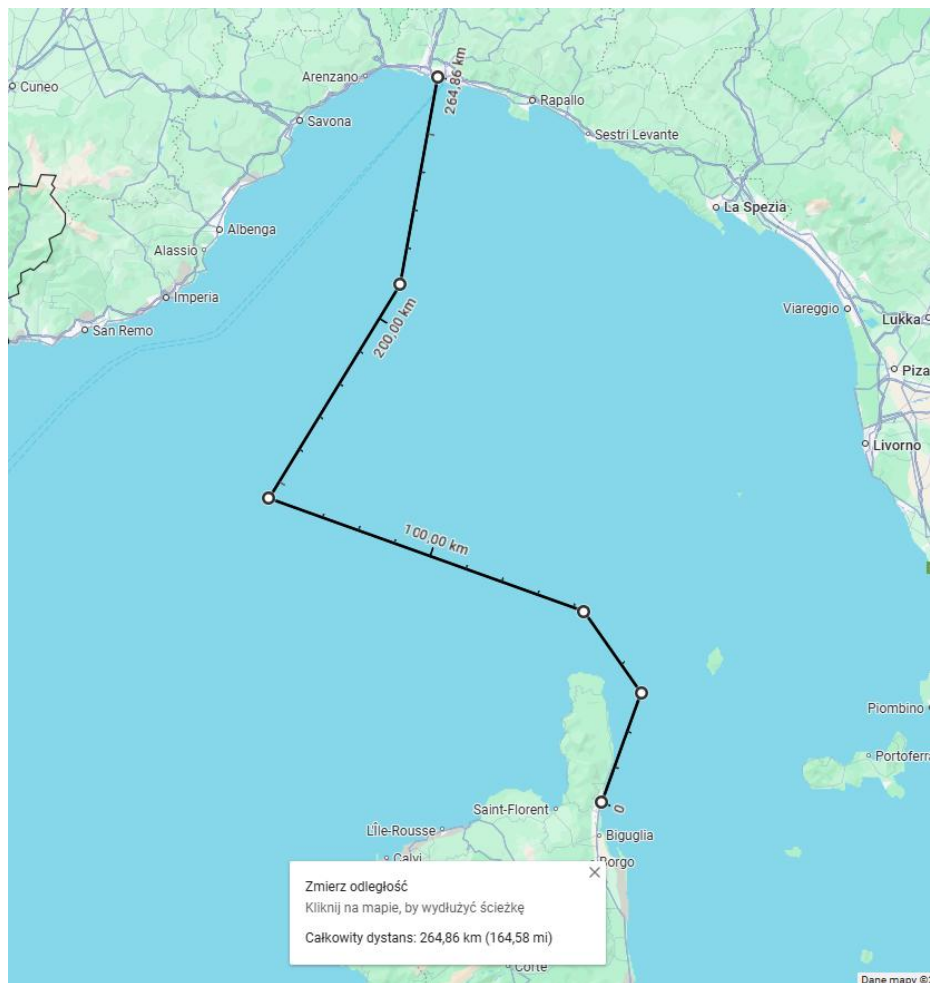 Cuneo
Arenzano
264,86 km
Rapallo
Savona
Sestri Levante
La Spezia
Albenga
Alassio
Imperia
Viareggio
San Remo
Lukka
200,00 km
Piza
Livorno
100,00 km
Piombino
Portoferra
0
Saint-Florent
L'Île-Rousse
Biguglia
Calvi
Borgo
Zmierz odległość
Kliknij na mapie, by wydłużyć ścieżkę
Całkowity dystans: 264,86 km (164,58 mi)
Corte
Dane mapy ©2